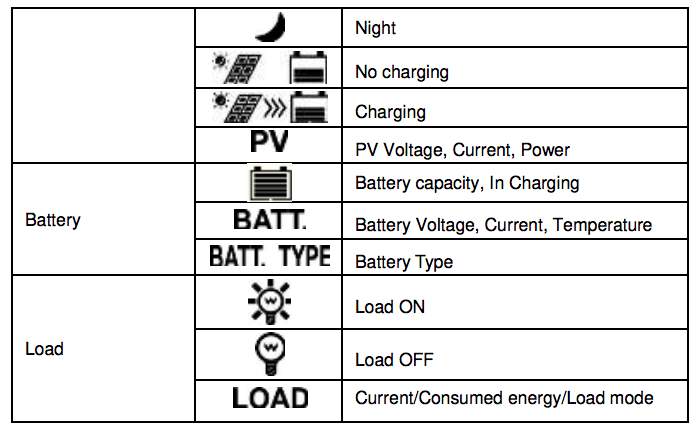 Night
No charging
Charging
PV PV Voltage, Current, Power
Battery capacity, In Charging
Battery BATT. Battery Voltage, Current, Temperature
BATT. TYPE Battery Type
W Load ON
Load
W Load OFF
LOAD Current/Consumed energy/Load mode